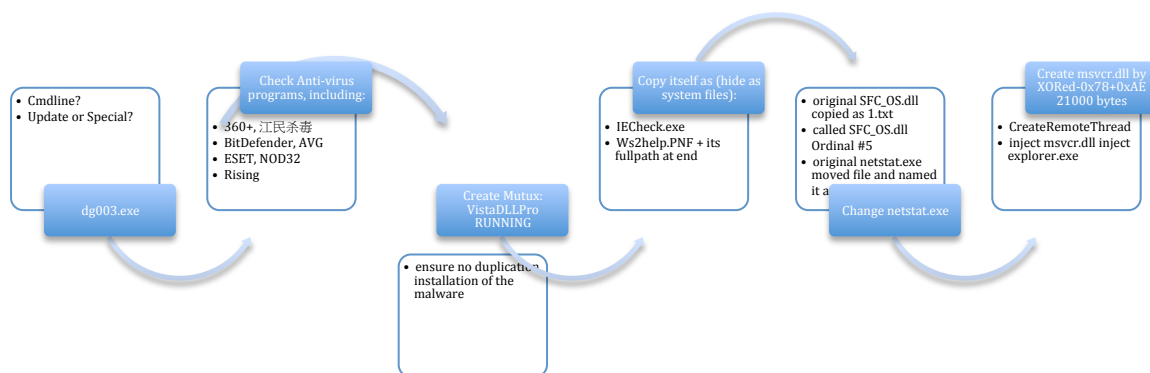 • Cmdline?
• Update or Special?
dg003.exe
Check Anti-virus
programs, including:
• 360+, 江民杀毒
• BitDefender, AVG
• ESET, NOD32
• Rising
Create Mutux:
VistaDLLPro
RUNNING
• ensure no duplication
installation of the
malware
Copy itself as (hide as
system files):
• IECheck.exe
• Ws2help.PNF + its
fullpath at end
• original SFC_OS.dll
copied as 1.txt
• called SFC_OS.dll
Ordinal #5
• original netstat.exe
moved file and named
it
Change netstat.exe
Create msvcr.dll by
XORed-0x78+0xAE
21000 bytes
• CreateRemoteThread
• inject msvcr.dll inject
explorer.exe